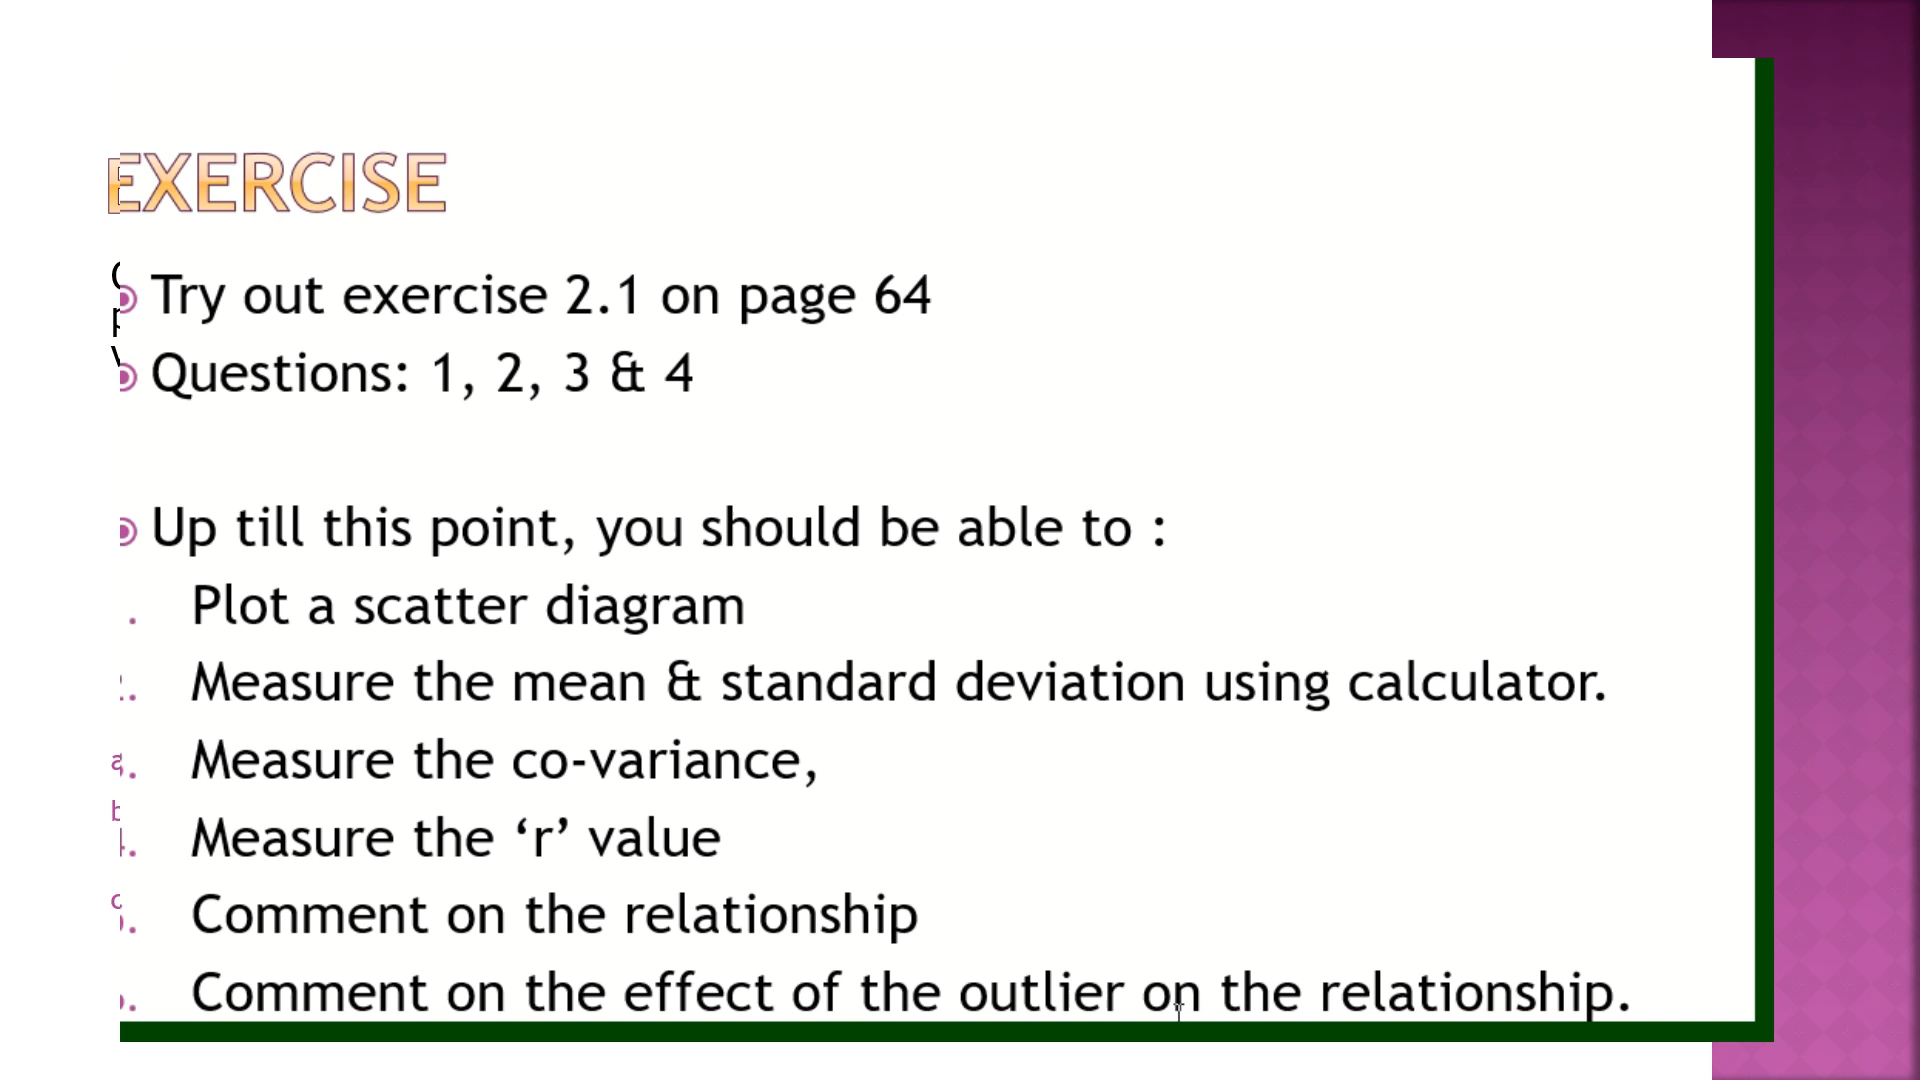 EXERCISE
Try out exercise 2.1 on page 64
Questions: 1, 2, 3 & 4
Up till this point, you should be able to :
Plot a scatter diagram
2. Measure the mean & standard deviation using calculator.
Measure the co-variance,
4. Measure the ‘r’ value
Comment on the relationship
Comment on the effect of the outlier on the relationship.